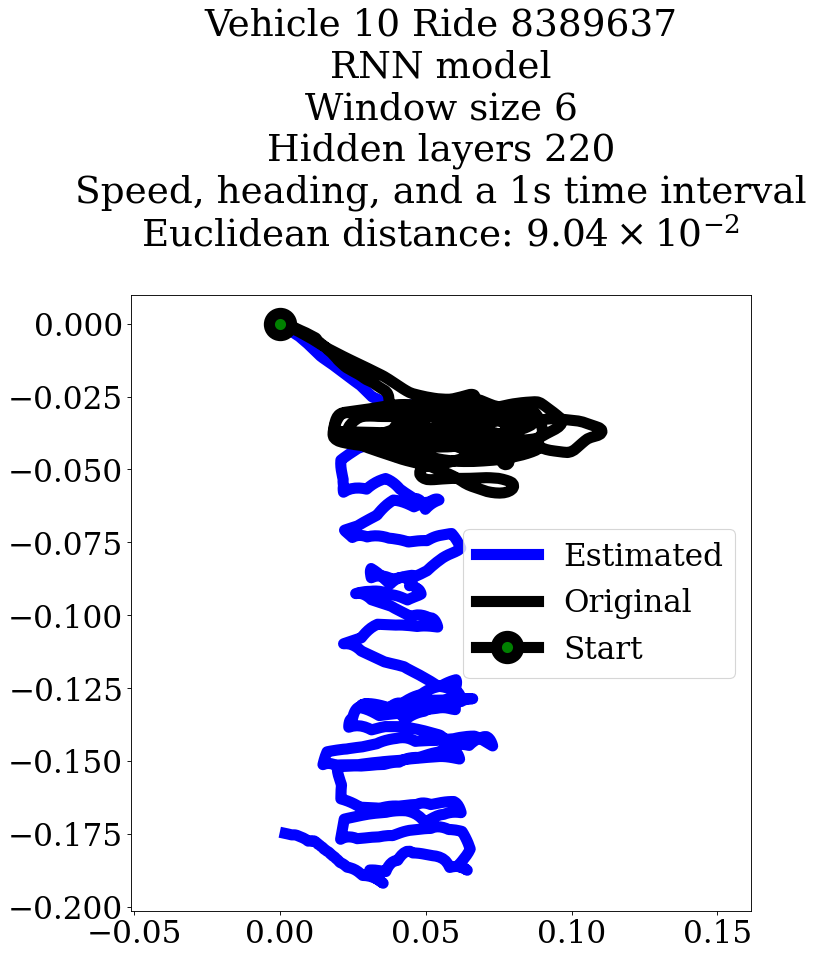 Vehicle 10 Ride 8389637
RNN model
Window size 6
Hidden layers 220
Speed, heading, and a 1s time interval
Euclidean distance: 9.04 × 10⁻²
0.000
−0.025
−0.050
−0.075
−0.100
−0.125
−0.150
−0.175
−0.200
Estimated
Original
Start
−0.05 0.00 0.05 0.10 0.15